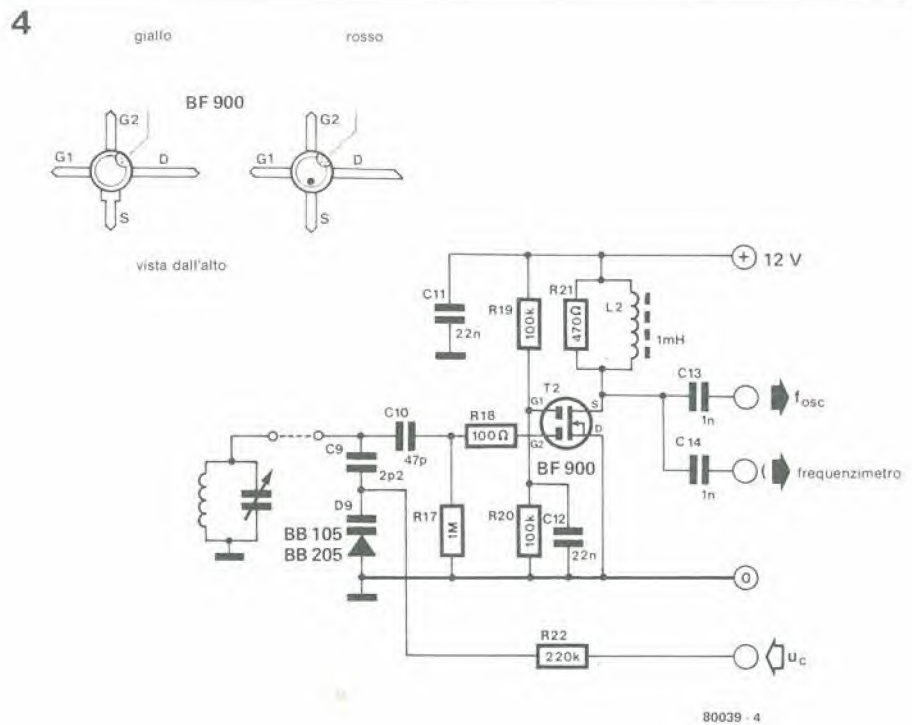 4
giallo
rosso
BF 900
G2
G1
D
S
G2
G1
D
S
vista dall'alto
+ 12 V
C11
22n
R19
100k
R21
470Ω
L2
1mH
C13
1n
fosc
T2
G1
S
G2
D
BF 900
C10
47p
R18
100Ω
C9
2p2
C14
1n
frequenzimetro
D9
BB 105
BB 205
R17
1M
R20
100k
C12
22n
0
R22
220k
uc
80039 - 4